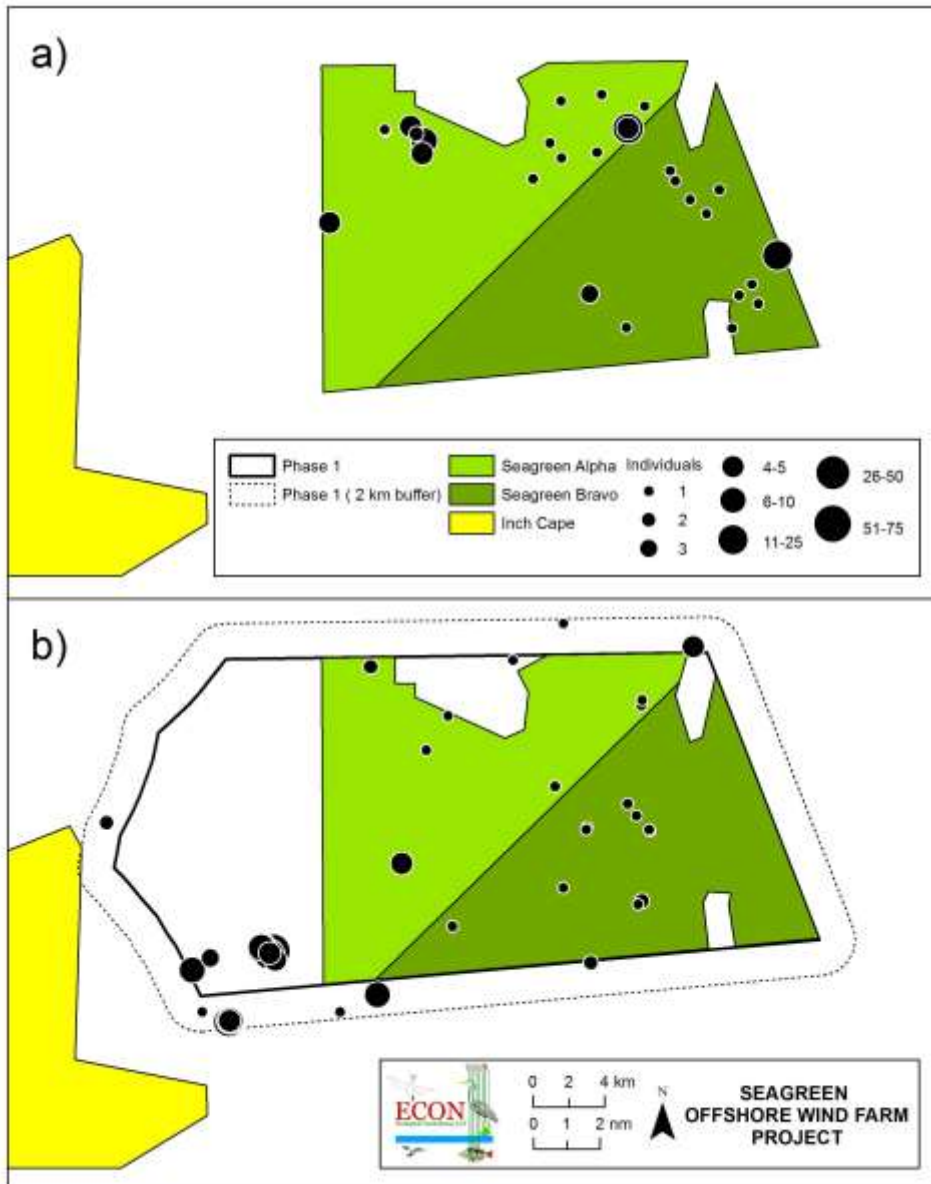 a)
Phase 1
Phase 1 ( 2 km buffer)
Seagreen Alpha
Seagreen Bravo
Inch Cape
Individuals
1
2
3
4-5
6-10
11-25
26-50
51-75
b)
ECON
0 2 4 km
0 1 2 nm
N
SEAGREEN
OFFSHORE WIND FARM
PROJECT